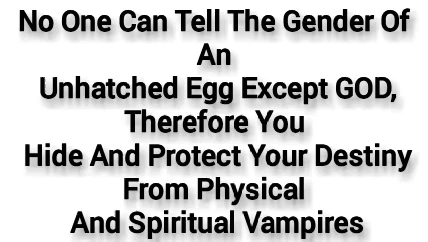 No One Can Tell The Gender Of
An
Unhatched Egg Except GOD,
Therefore You
Hide And Protect Your Destiny
From Physical
And Spiritual Vampires